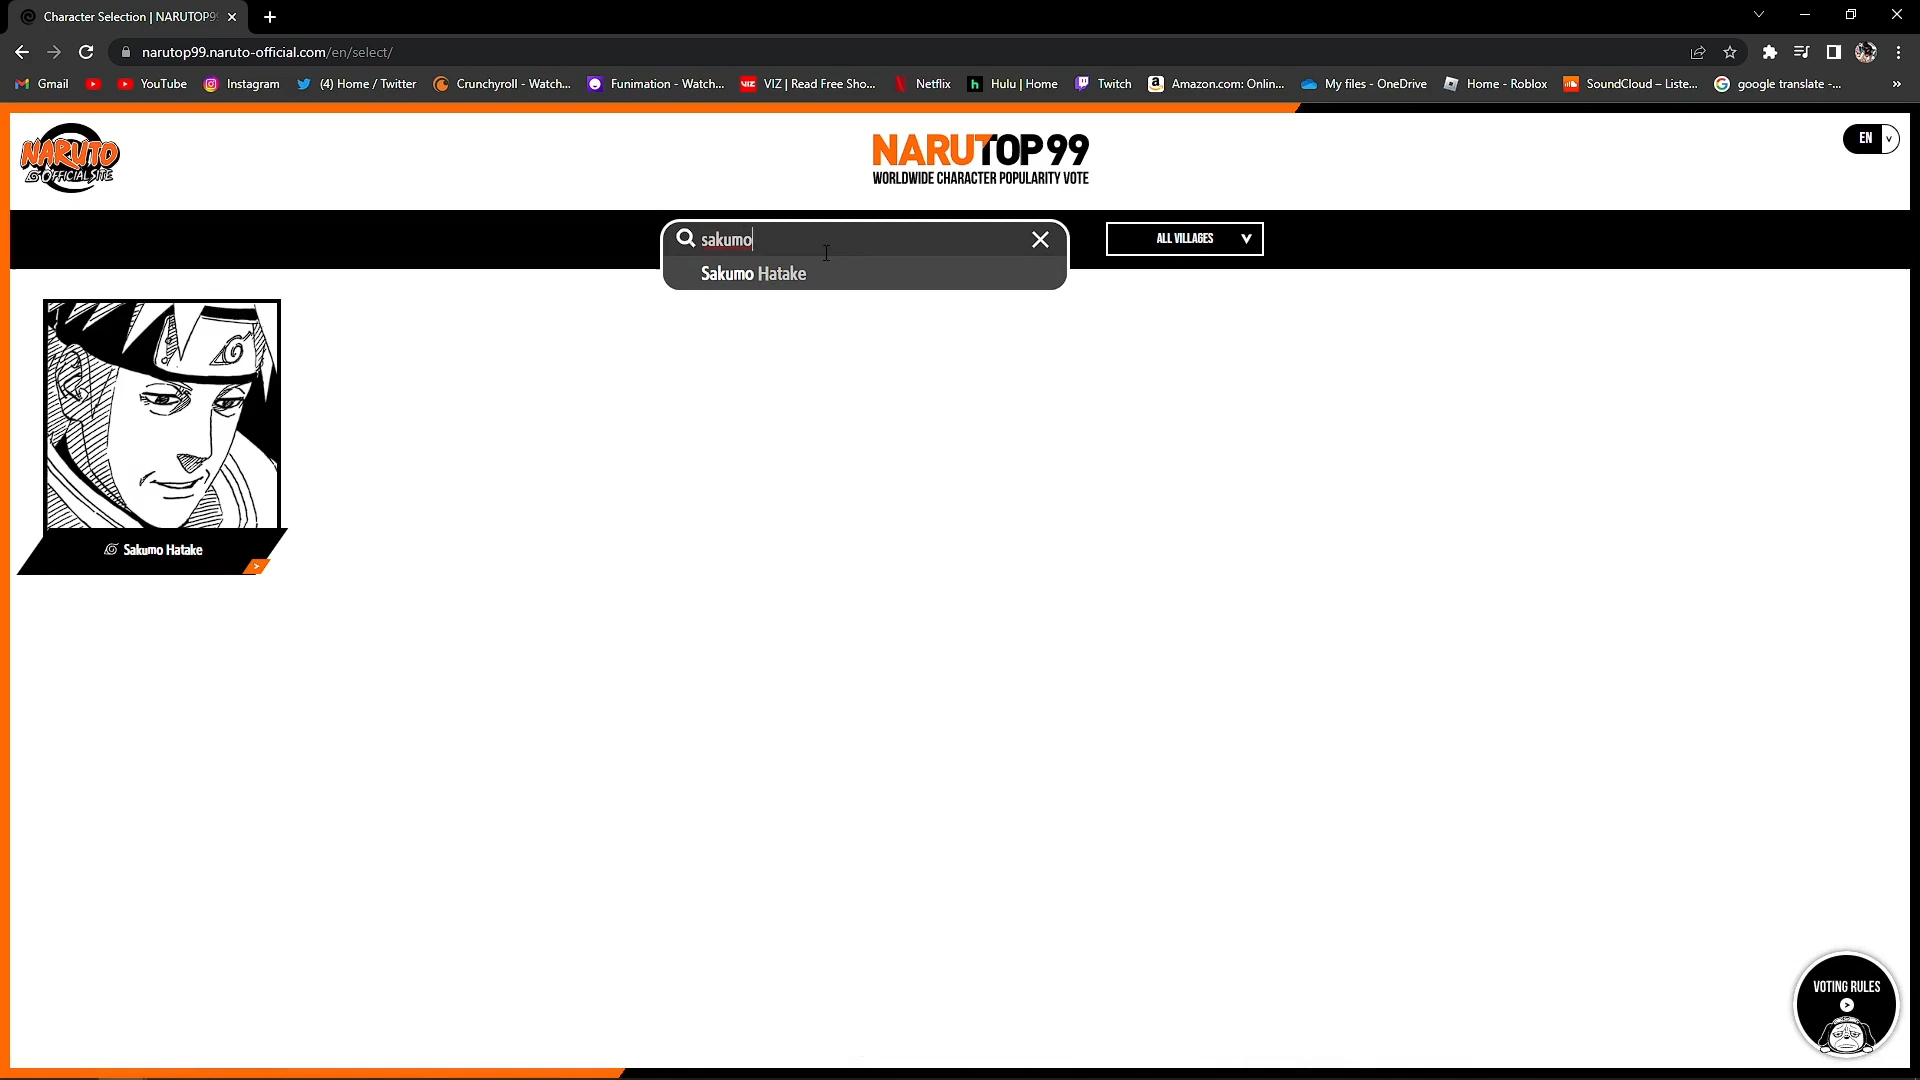 Character Selection | NARUTOP9
narutop99.naruto-official.com/en/select/
Gmail
YouTube
Instagram
(4) Home / Twitter
Crunchyroll - Watch...
Funimation - Watch...
VIZ | Read Free Sho...
Netflix
Hulu | Home
Twitch
Amazon.com: Onlin...
My files - OneDrive
Home - Roblox
SoundCloud – Liste...
google translate -...
NARUTO
OFFICIAL SITE
NARUTOP99
WORLDWIDE CHARACTER POPULARITY VOTE
EN
sakumo
ALL VILLAGES
Sakumo Hatake
Sakumo Hatake
VOTING RULES